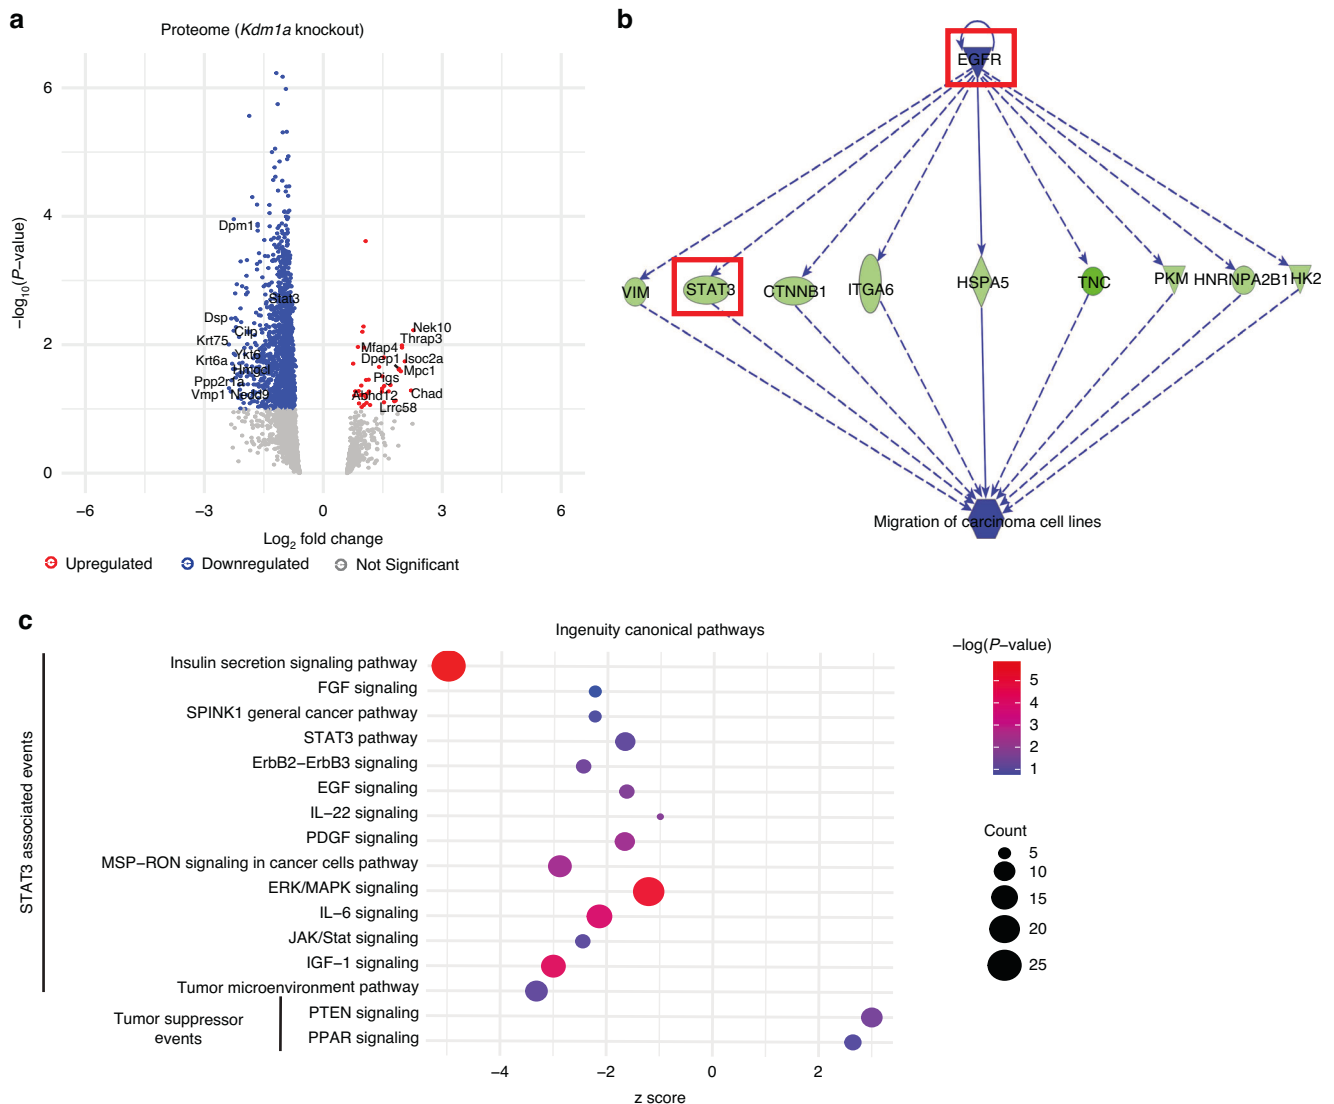 a
Proteome (Kdm1a knockout)
−log10(P−value)
6
4
2
0
Dpm1
Stat3
Dsp
Cilp
Krt75
Ykt6
Krt6a
Hmgcl
Ppp2r1a
Vmp1
Nedd9
Nek10
Thrap3
Mfap4
Dpep1
Isoc2a
Mpc1
Pigs
Abhd12
Chad
Lrrc58
−6
−3
0
3
6
Log2 fold change
Upregulated
Downregulated
Not Significant
b
EGFR
VIM
STAT3
CTNNB1
ITGA6
HSPA5
TNC
PKM
HNRNPA2B1
HK2
Migration of carcinoma cell lines
c
Ingenuity canonical pathways
STAT3 associated events
Insulin secretion signaling pathway
FGF signaling
SPINK1 general cancer pathway
STAT3 pathway
ErbB2−ErbB3 signaling
EGF signaling
IL−22 signaling
PDGF signaling
MSP−RON signaling in cancer cells pathway
ERK/MAPK signaling
IL−6 signaling
JAK/Stat signaling
IGF−1 signaling
Tumor microenvironment pathway
Tumor suppressor
events
PTEN signaling
PPAR signaling
−4
−2
0
2
z score
−log(P−value)
5
4
3
2
1
Count
5
10
15
20
25